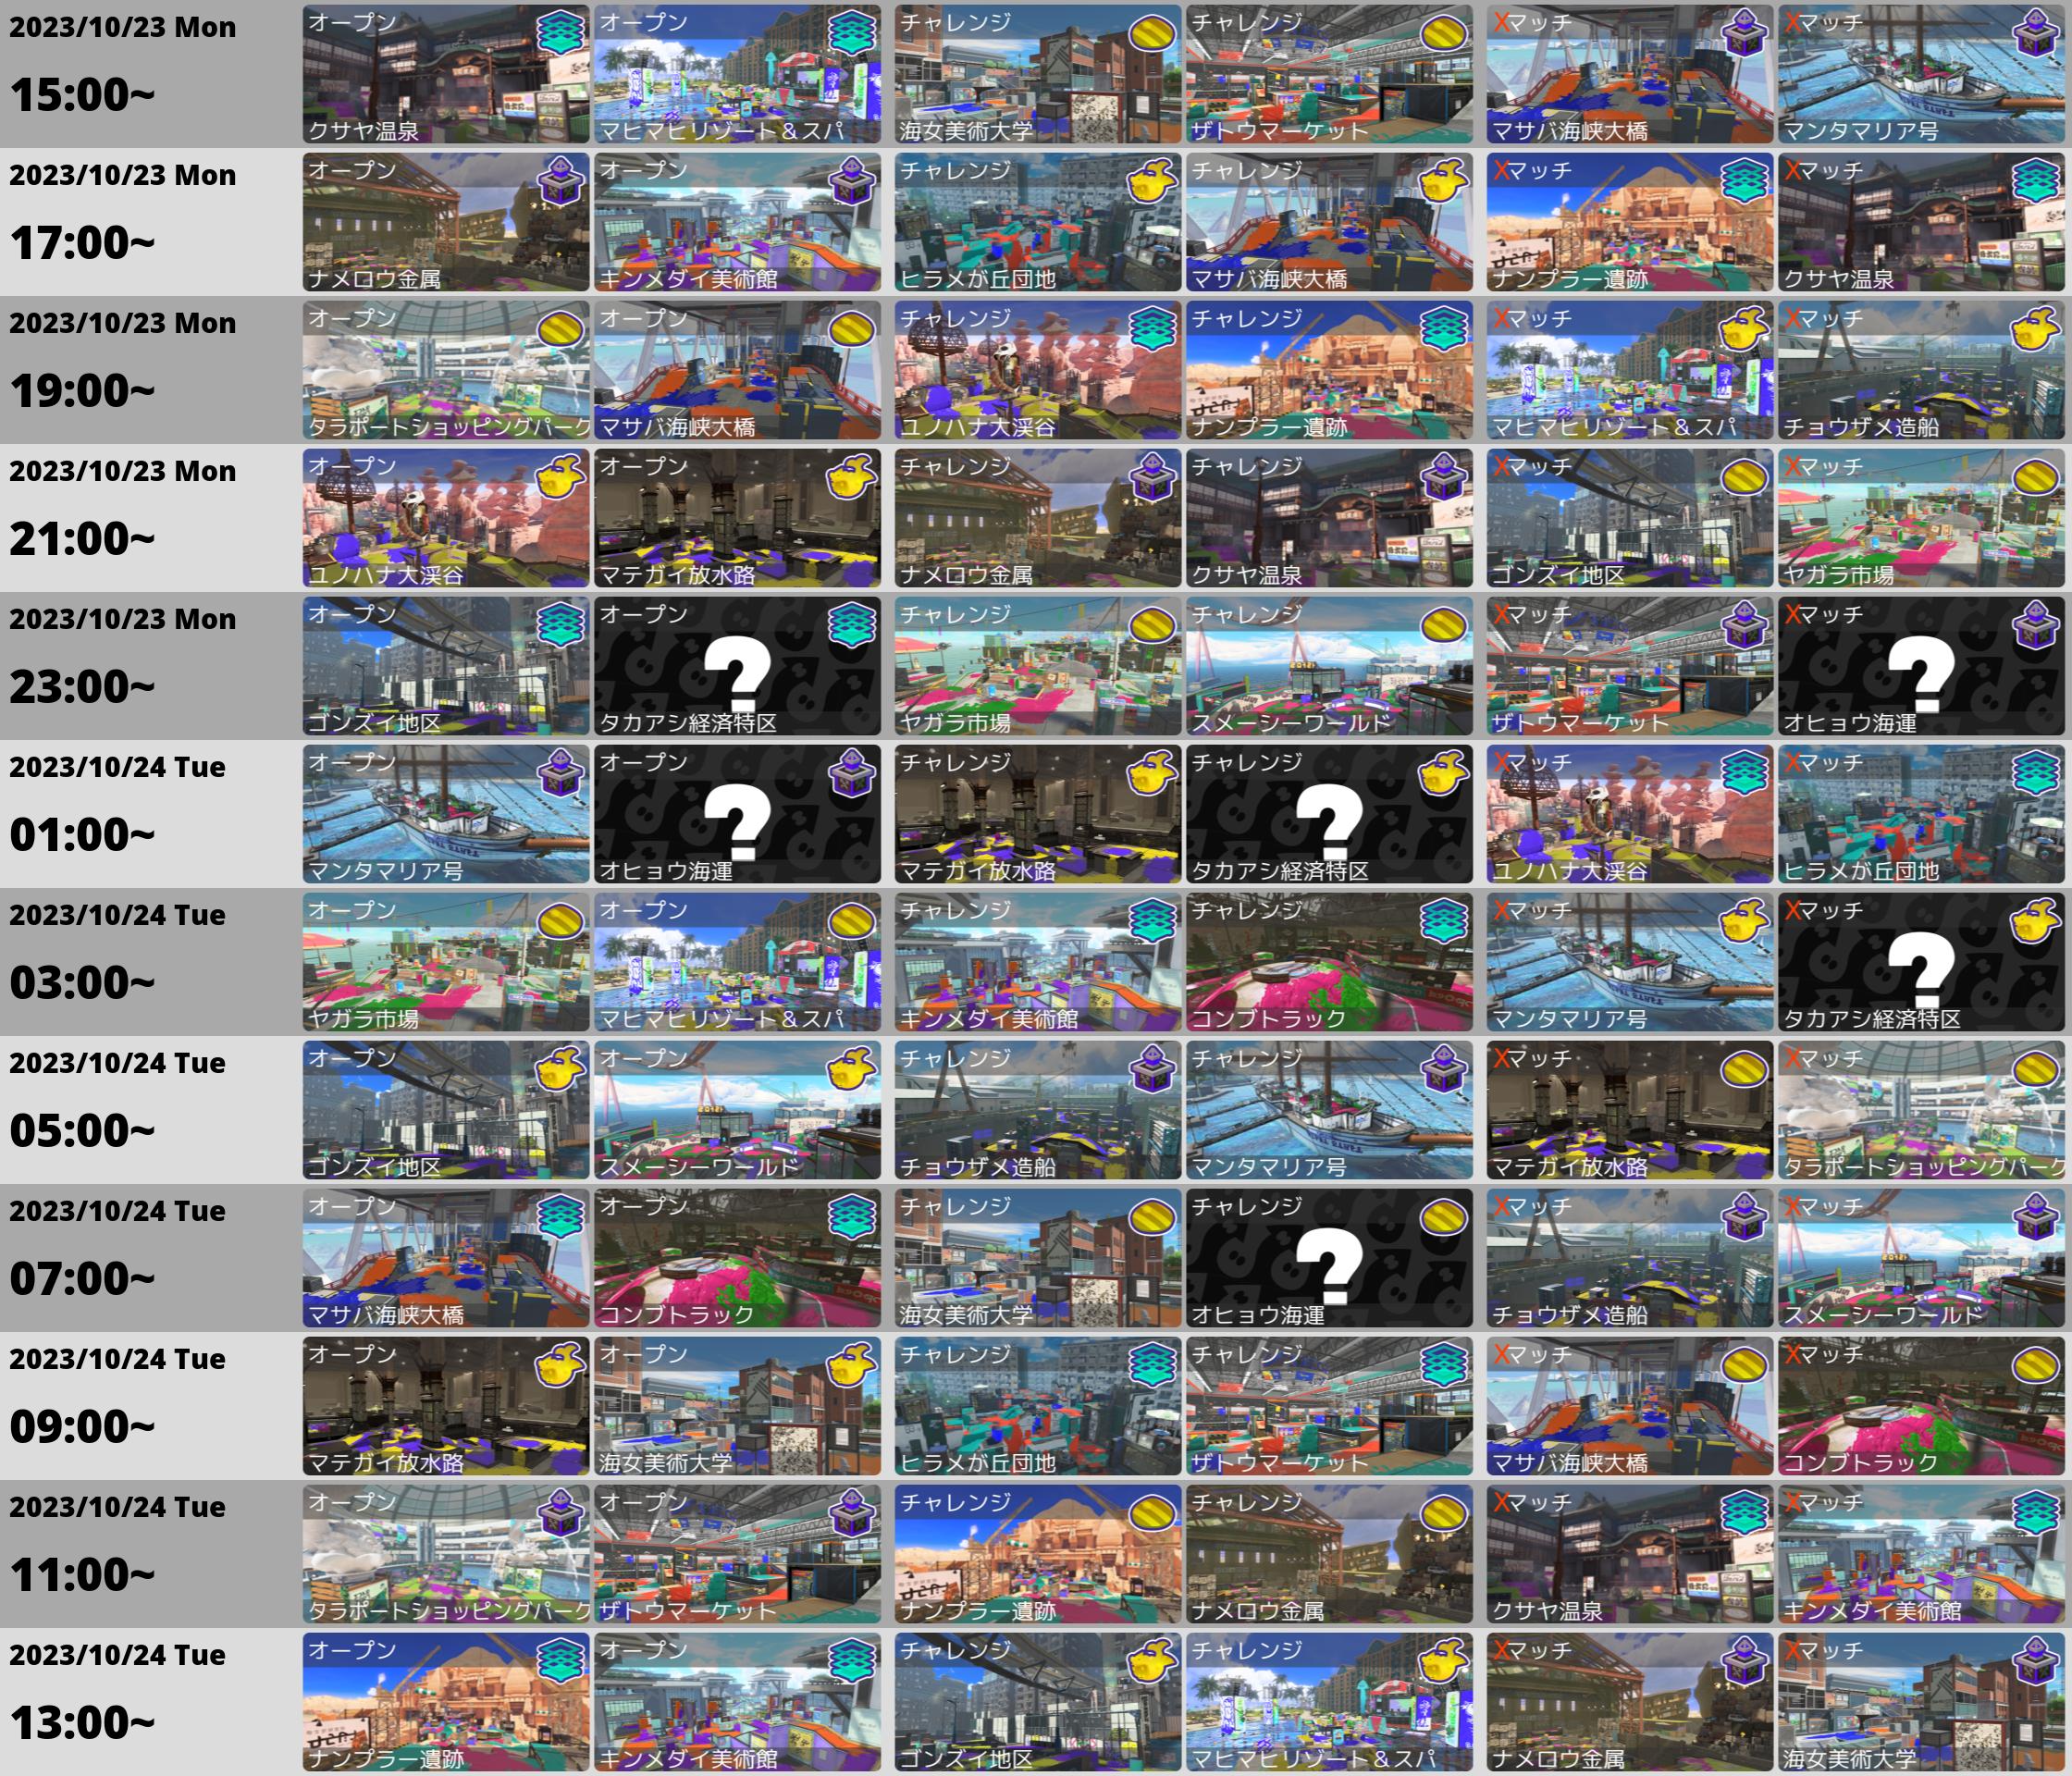 2023/10/23 Mon
15:00~
オープン オープン チャレンジ チャレンジ Xマッチ Xマッチ
クサヤ温泉 マヒマヒリゾート＆スパ 海女美術大学 ザトウマーケット マサバ海峡大橋 マンタマリア号
2023/10/23 Mon
17:00~
オープン オープン チャレンジ チャレンジ Xマッチ Xマッチ
ナメロウ金属 キンメダイ美術館 ヒラメが丘団地 マサバ海峡大橋 ナンプラー遺跡 クサヤ温泉
2023/10/23 Mon
19:00~
オープン オープン チャレンジ チャレンジ Xマッチ Xマッチ
タラポートショッピングパーク マサバ海峡大橋 ユノハナ大渓谷 ナンプラー遺跡 マヒマヒリゾート＆スパ チョウザメ造船
2023/10/23 Mon
21:00~
オープン オープン チャレンジ チャレンジ Xマッチ Xマッチ
ユノハナ大渓谷 マテガイ放水路 ナメロウ金属 クサヤ温泉 ゴンズイ地区 ヤガラ市場
2023/10/23 Mon
23:00~
オープン オープン チャレンジ チャレンジ Xマッチ Xマッチ
? ?
ゴンズイ地区 タカアシ経済特区 ヤガラ市場 スメーシーワールド ザトウマーケット オヒョウ海運
2023/10/24 Tue
01:00~
オープン オープン チャレンジ チャレンジ Xマッチ Xマッチ
? ?
マンタマリア号 オヒョウ海運 マテガイ放水路 タカアシ経済特区 ユノハナ大渓谷 ヒラメが丘団地
2023/10/24 Tue
03:00~
オープン オープン チャレンジ チャレンジ Xマッチ Xマッチ
?
ヤガラ市場 マヒマヒリゾート＆スパ キンメダイ美術館 コンブトラック マンタマリア号 タカアシ経済特区
2023/10/24 Tue
05:00~
オープン オープン チャレンジ チャレンジ Xマッチ Xマッチ
ゴンズイ地区 スメーシーワールド チョウザメ造船 マンタマリア号 マテガイ放水路 タラポートショッピングパーク
2023/10/24 Tue
07:00~
オープン オープン チャレンジ チャレンジ Xマッチ Xマッチ
?
マサバ海峡大橋 コンブトラック 海女美術大学 オヒョウ海運 チョウザメ造船 スメーシーワールド
2023/10/24 Tue
09:00~
オープン オープン チャレンジ チャレンジ Xマッチ Xマッチ
マテガイ放水路 海女美術大学 ヒラメが丘団地 ザトウマーケット マサバ海峡大橋 コンブトラック
2023/10/24 Tue
11:00~
オープン オープン チャレンジ チャレンジ Xマッチ Xマッチ
タラポートショッピングパーク ザトウマーケット ナンプラー遺跡 ナメロウ金属 クサヤ温泉 キンメダイ美術館
2023/10/24 Tue
13:00~
オープン オープン チャレンジ チャレンジ Xマッチ Xマッチ
ナンプラー遺跡 キンメダイ美術館 ゴンズイ地区 マヒマヒリゾート＆スパ ナメロウ金属 海女美術大学